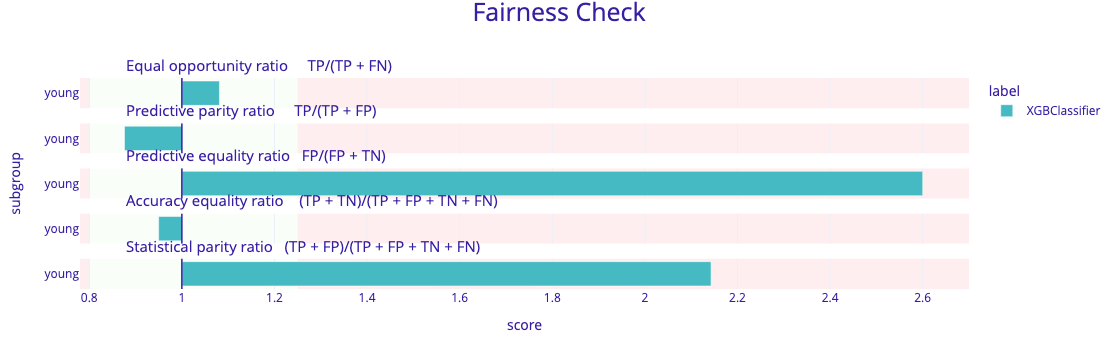 Fairness Check
Equal opportunity ratio TP/(TP + FN)
young
Predictive parity ratio TP/(TP + FP)
young
Predictive equality ratio FP/(FP + TN)
young
Accuracy equality ratio (TP + TN)/(TP + FP + TN + FN)
young
Statistical parity ratio (TP + FP)/(TP + FP + TN + FN)
young
0.8 1 1.2 1.4 1.6 1.8 2 2.2 2.4 2.6
score
subgroup
label
XGBClassifier